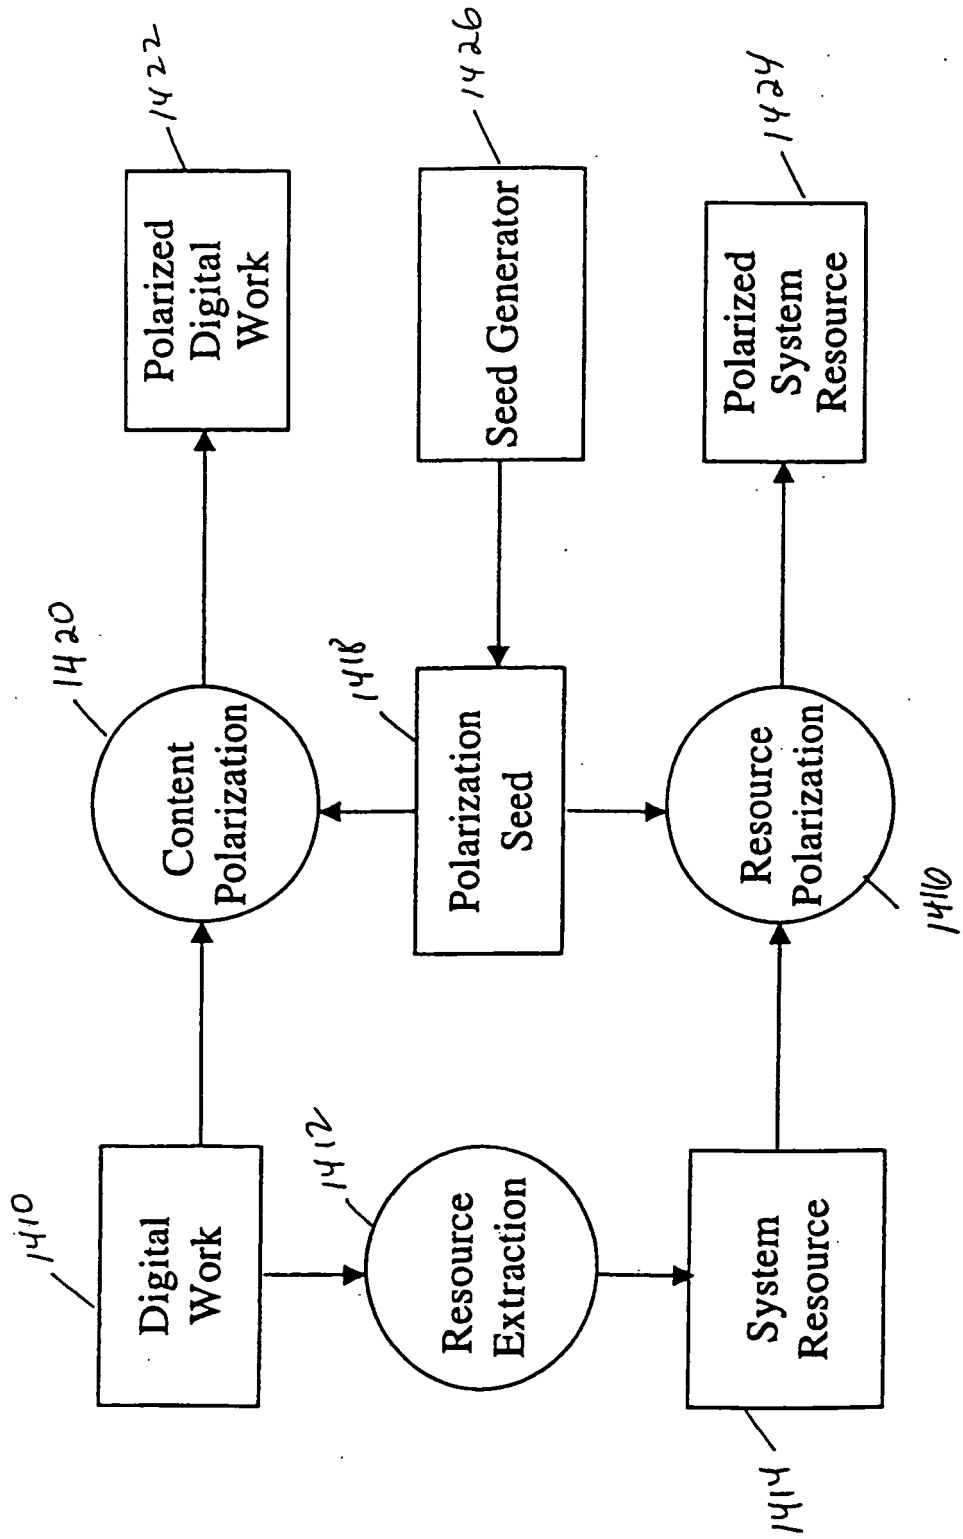 1410
Digital
Work
1420
Content
Polarization
1422
Polarized
Digital
Work
1412
Resource
Extraction
1418
Polarization
Seed
1426
Seed Generator
1414
System
Resource
1416
Resource
Polarization
1424
Polarized
System
Resource